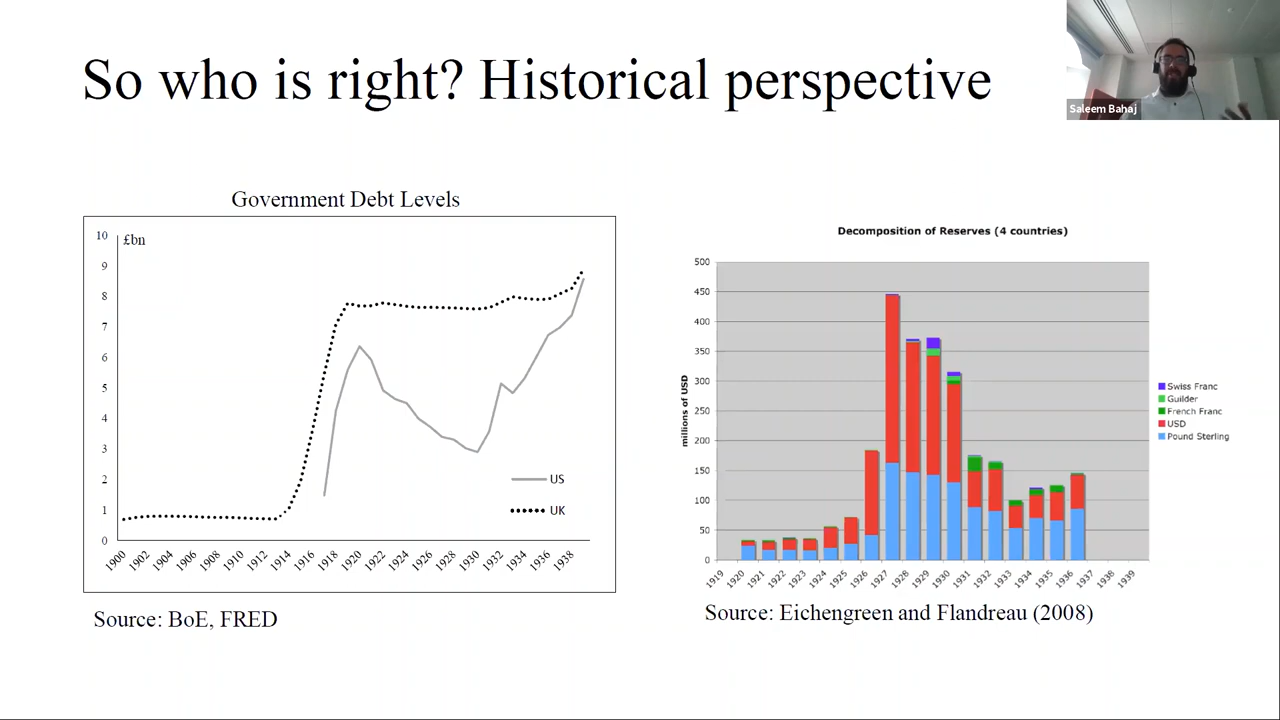 So who is right? Historical perspective
Saleem Bahaj
Government Debt Levels
£bn
10
9
8
7
6
5
4
3
2
1
0
1900 1902 1904 1906 1908 1910 1912 1914 1916 1918 1920 1922 1924 1926 1928 1930 1932 1934 1936 1938
US
UK
Source: BoE, FRED
Decomposition of Reserves (4 countries)
millions of USD
500
450
400
350
300
250
200
150
100
50
0
1919 1920 1921 1922 1923 1924 1925 1926 1927 1928 1929 1930 1931 1932 1933 1934 1935 1936 1937 1938 1939
Swiss Franc
Guilder
French Franc
USD
Pound Sterling
Source: Eichengreen and Flandreau (2008)